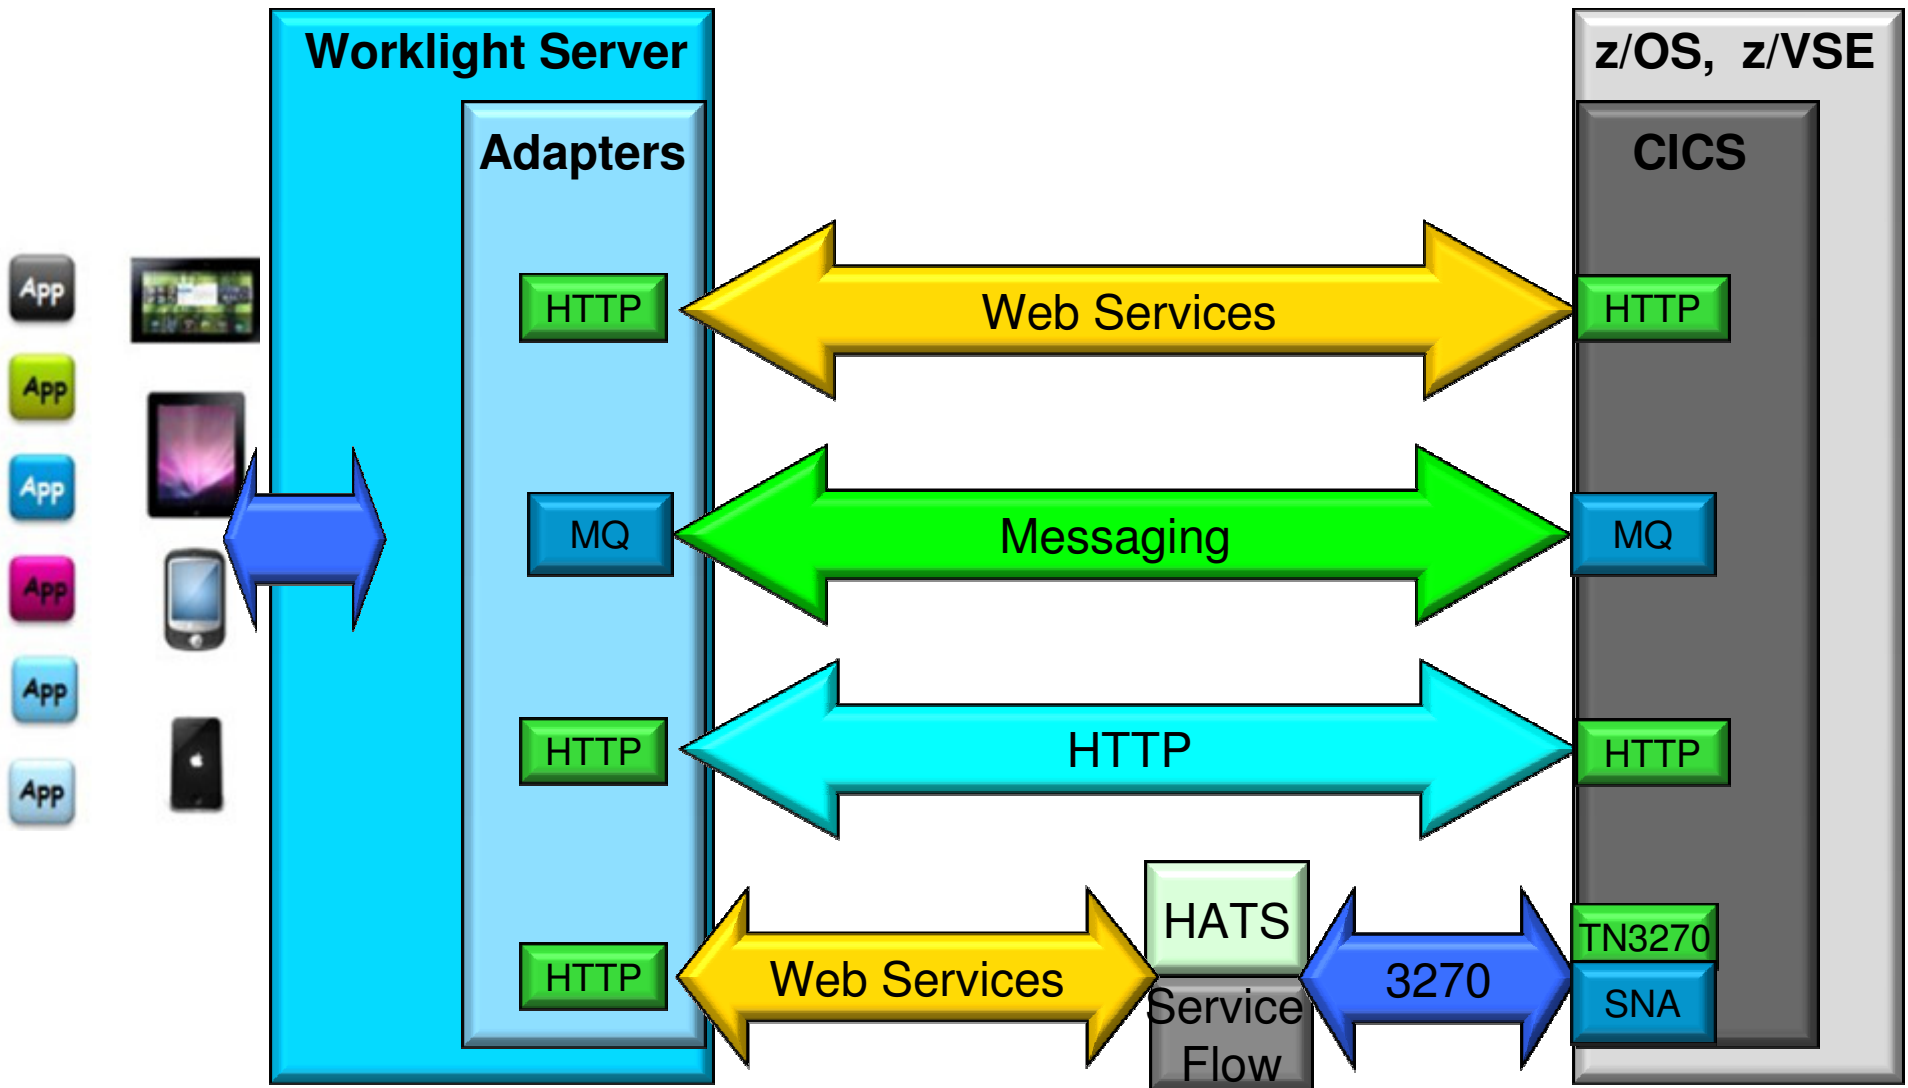 Worklight Server
z/OS, z/VSE
Adapters
CICS
App
App
App
App
App
App
HTTP
Web Services
HTTP
MQ
Messaging
MQ
HTTP
HTTP
HTTP
HTTP
Web Services
HATS
Service
Flow
3270
TN3270
SNA